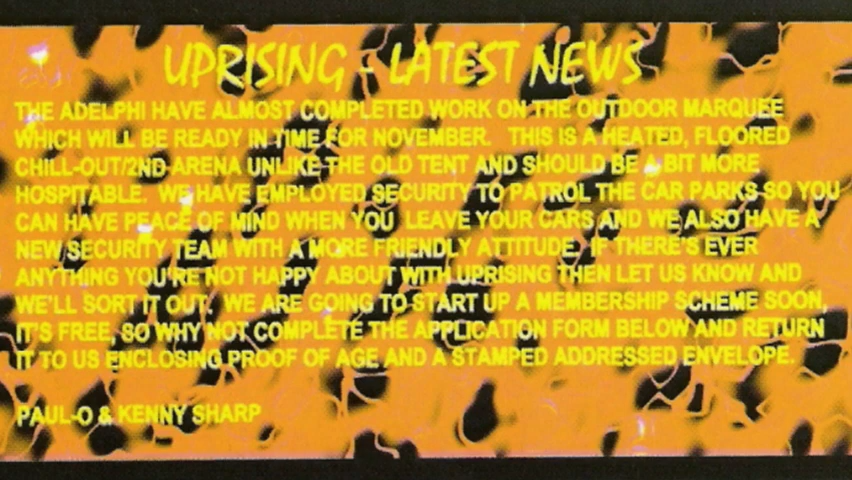 UPRISING - LATEST NEWS
THE ADELPHI HAVE ALMOST COMPLETED WORK ON THE OUTDOOR MARQUEE
WHICH WILL BE READY IN TIME FOR NOVEMBER. THIS IS A HEATED, FLOORED
CHILL-OUT/2ND ARENA UNLIKE THE OLD TENT AND SHOULD BE A BIT MORE
HOSPITABLE. WE HAVE EMPLOYED SECURITY TO PATROL THE CAR PARKS SO YOU
CAN HAVE PEACE OF MIND WHEN YOU LEAVE YOUR CARS AND WE ALSO HAVE A
NEW SECURITY TEAM WITH A MORE FRIENDLY ATTITUDE. IF THERE'S EVER
ANYTHING YOU'RE NOT HAPPY ABOUT WITH UPRISING THEN LET US KNOW AND
WE'LL SORT IT OUT. WE ARE GOING TO START UP A MEMBERSHIP SCHEME SOON,
IT'S FREE, SO WHY NOT COMPLETE THE APPLICATION FORM BELOW AND RETURN
IT TO US ENCLOSING PROOF OF AGE AND A STAMPED ADDRESSED ENVELOPE.
PAUL-O & KENNY SHARP